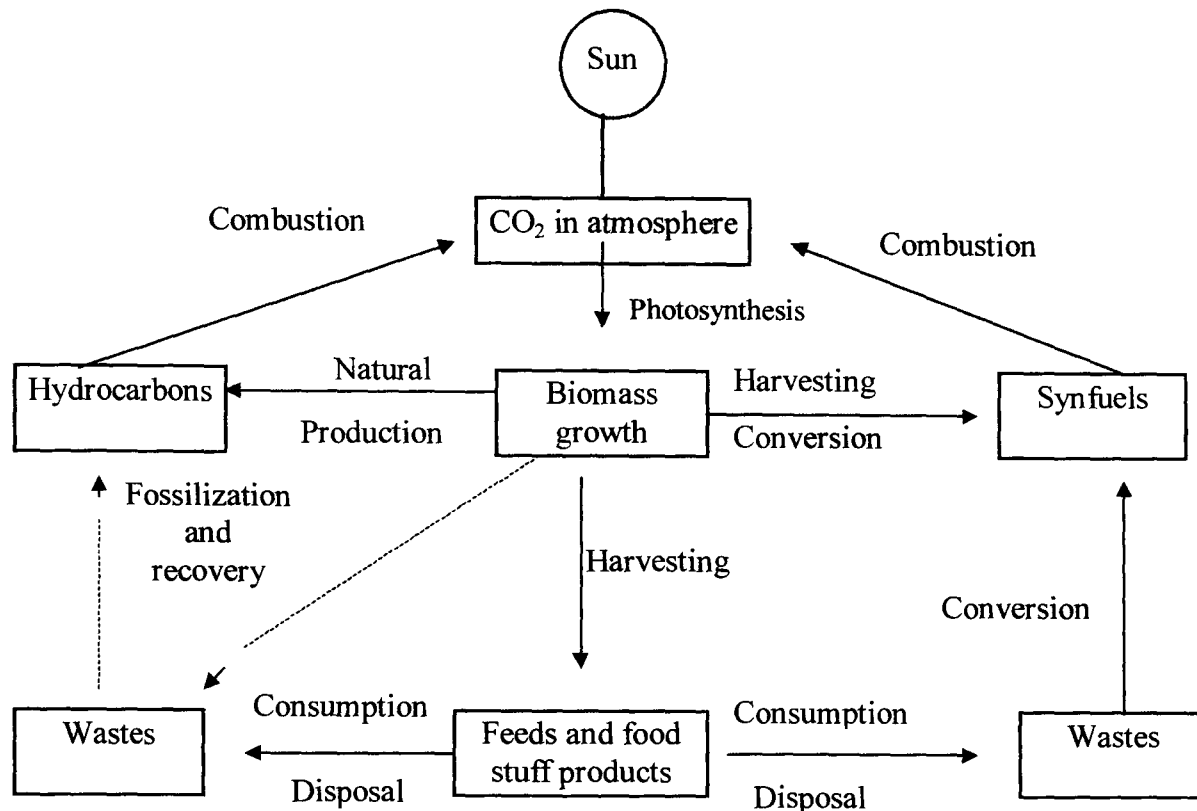 Sun
CO₂ in atmosphere
Combustion
Combustion
Photosynthesis
Hydrocarbons
Natural
Production
Biomass
growth
Harvesting
Conversion
Synfuels
Fossilization
and
recovery
Harvesting
Conversion
Wastes
Consumption
Disposal
Feeds and food
stuff products
Consumption
Disposal
Wastes